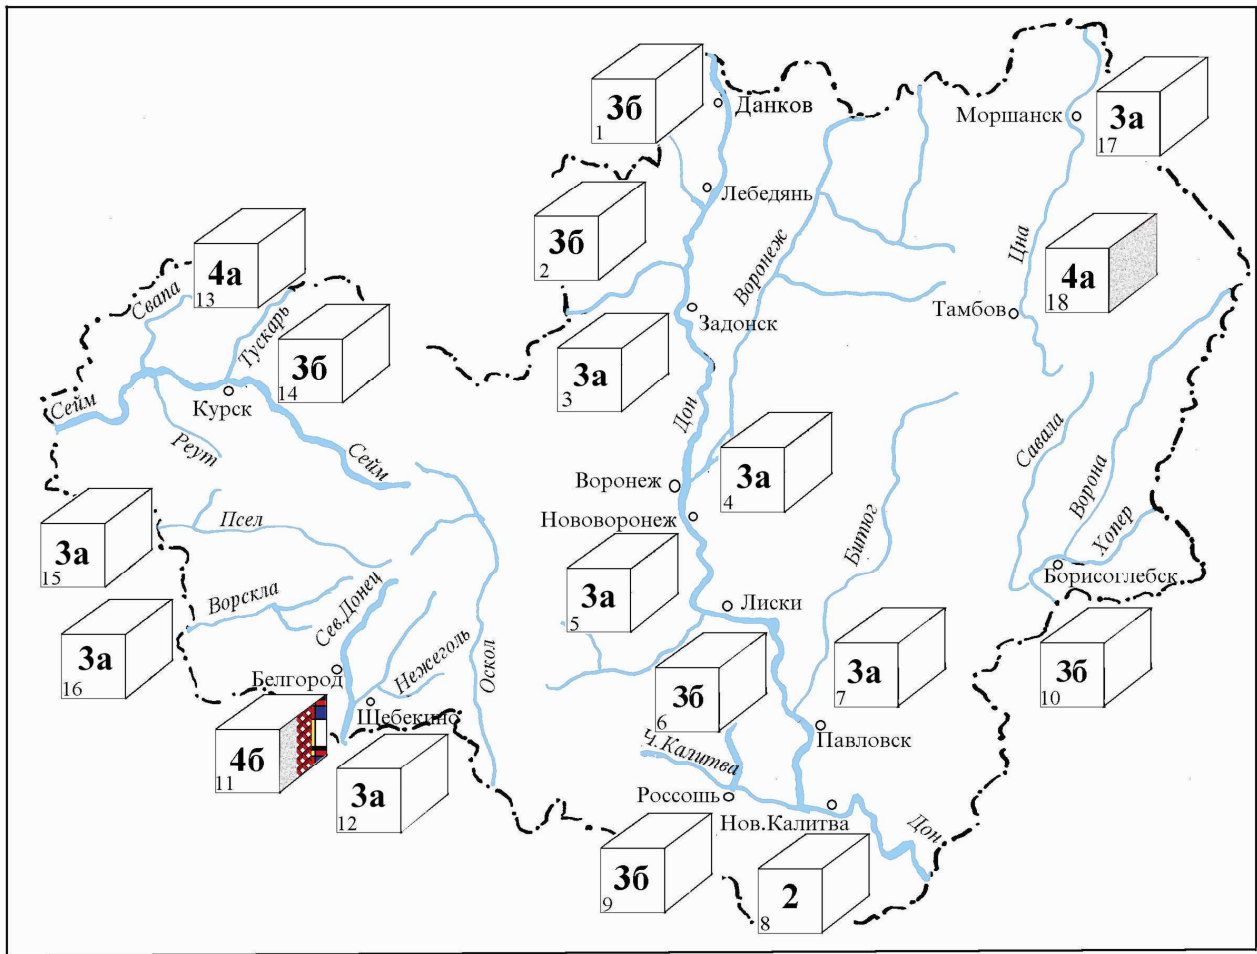 3б
1
Данков
Моршанск
3а
17
3б
2
Лебедянь
4а
13
Свапа
Воронеж
Цна
4а
18
Тускарь
3б
14
Задонск
Тамбов
3а
3
Сейм
Курск
Реут
Сейм
Дон
Савала
Ворона
3а
4
Воронеж
Нововоронеж
Битюг
Хопер
3а
15
Псел
Борисоглебск
3а
5
Ворскла
Сев.Донец
Лиски
3а
16
Нежеголь
Оскол
3б
6
3а
7
3б
10
Белгород
Щебекино
Павловск
4б
11
Ч.Калитва
3а
12
Россошь
Нов.Калитва
Дон
3б
9
2
8